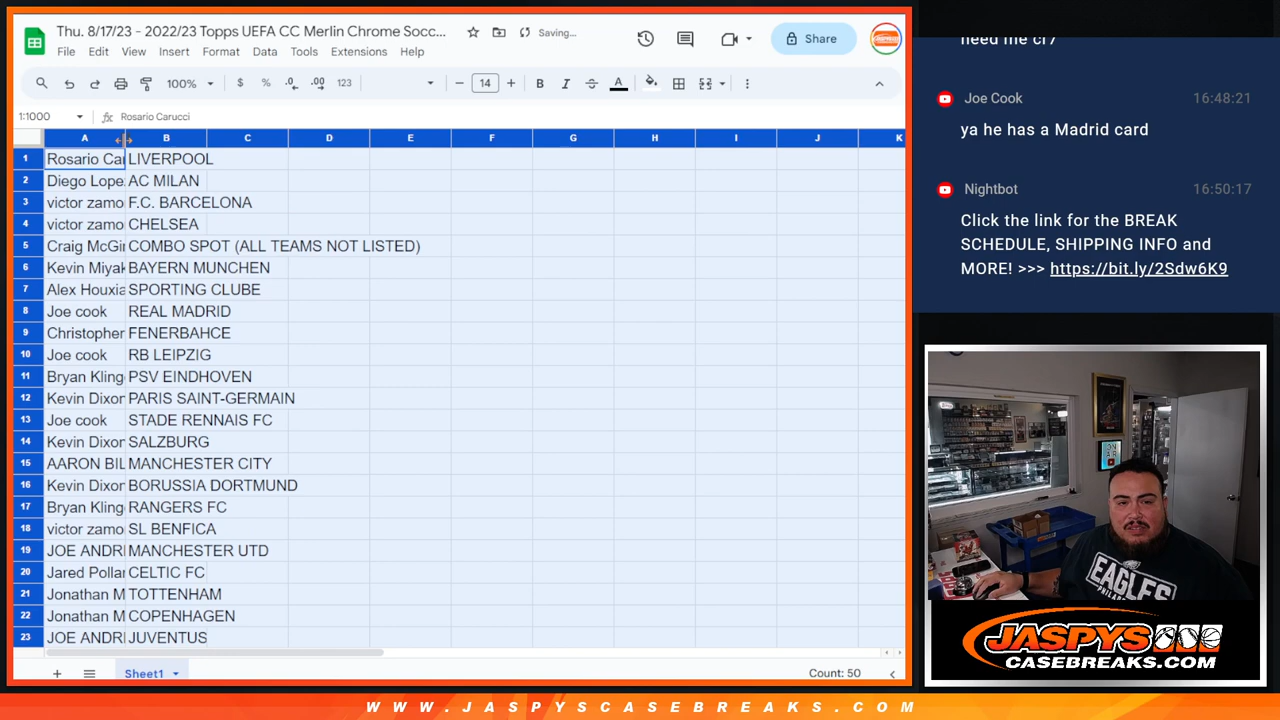 Thu. 8/17/23 - 2022/23 Topps UEFA CC Merlin Chrome Socc...
Saving...
File Edit View Insert Format Data Tools Extensions Help
Share
100% $ % .0 .00 123 14 B I A
1:1000 fx Rosario Carucci
A B C D E F G H I J K
1 Rosario Car LIVERPOOL
2 Diego Lope AC MILAN
3 victor zamo F.C. BARCELONA
4 victor zamo CHELSEA
5 Craig McGi COMBO SPOT (ALL TEAMS NOT LISTED)
6 Kevin Miyak BAYERN MUNCHEN
7 Alex Houxia SPORTING CLUBE
8 Joe cook REAL MADRID
9 Christopher FENERBAHCE
10 Joe cook RB LEIPZIG
11 Bryan Kling PSV EINDHOVEN
12 Kevin Dixon PARIS SAINT-GERMAIN
13 Joe cook STADE RENNAIS FC
14 Kevin Dixon SALZBURG
15 AARON BIL MANCHESTER CITY
16 Kevin Dixon BORUSSIA DORTMUND
17 Bryan Kling RANGERS FC
18 victor zamo SL BENFICA
19 JOE ANDR MANCHESTER UTD
20 Jared Pollar CELTIC FC
21 Jonathan M TOTTENHAM
22 Jonathan M COPENHAGEN
23 JOE ANDR JUVENTUS
Sheet1
Count: 50
need me cr7
Joe Cook 16:48:21
ya he has a Madrid card
Nightbot 16:50:17
Click the link for the BREAK
SCHEDULE, SHIPPING INFO and
MORE! >>> https://bit.ly/2Sdw6K9
EAGLES
JASPYS
CASEBREAKS.COM
WWW.JASPYSCASEBREAKS.COM